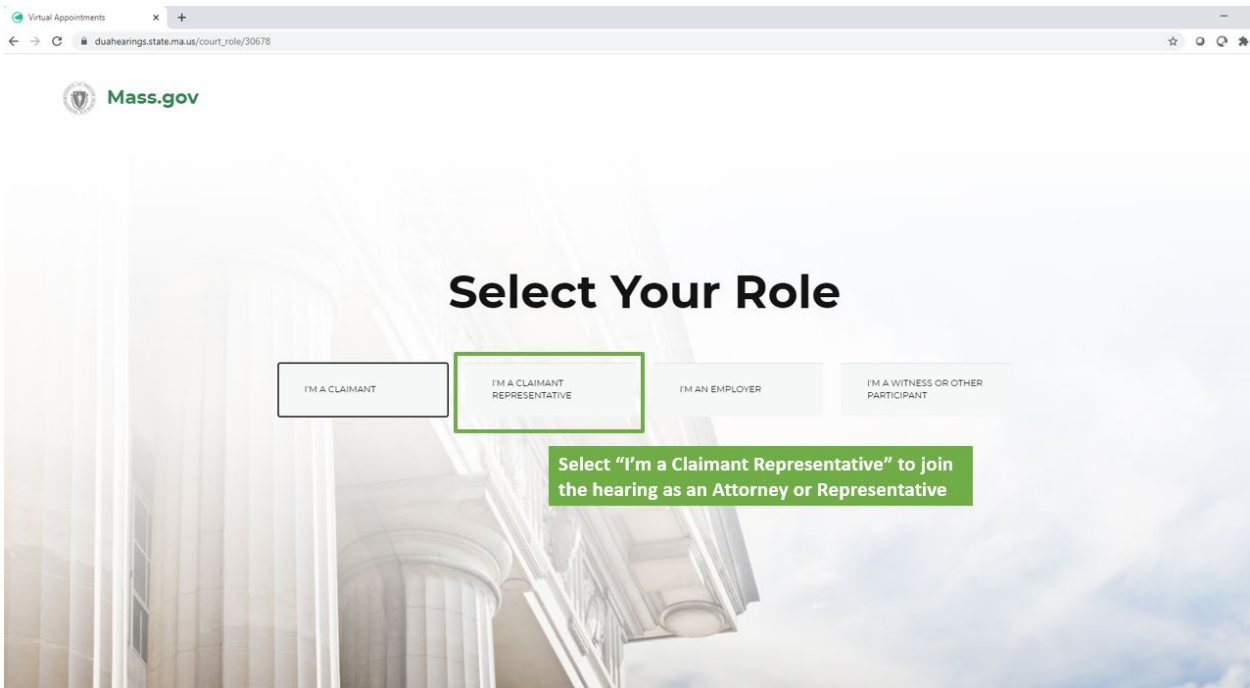 Virtual Appointments
duahearings.state.ma.us/court_role/30678
Mass.gov
Select Your Role
I'M A CLAIMANT
I'M A CLAIMANT
REPRESENTATIVE
I'M AN EMPLOYER
I'M A WITNESS OR OTHER
PARTICIPANT
Select “I’m a Claimant Representative” to join
the hearing as an Attorney or Representative